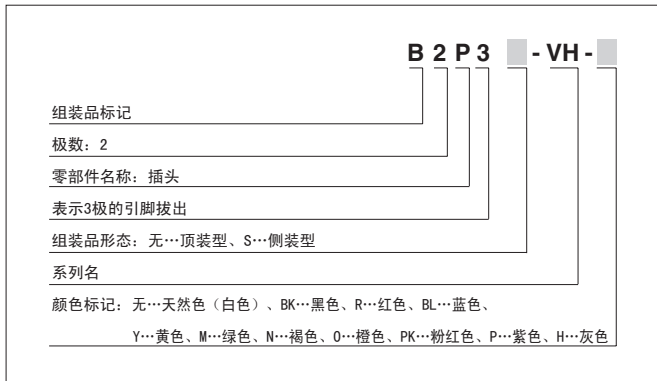 B 2 P 3 - VH -
组装品标记
极数：2
零部件名称：插头
表示3极的引脚拔出
组装品形态：无…顶装型、S…侧装型
系列名
颜色标记：无…天然色（白色）、BK…黑色、R…红色、BL…蓝色、
Y…黄色、M…绿色、N…褐色、O…橙色、PK…粉红色、P…紫色、H…灰色